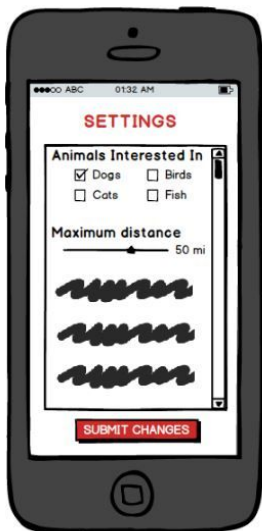 ABC 01:32 AM
SETTINGS
Animals Interested In
Dogs Birds
Cats Fish
Maximum distance
50 mi
SUBMIT CHANGES